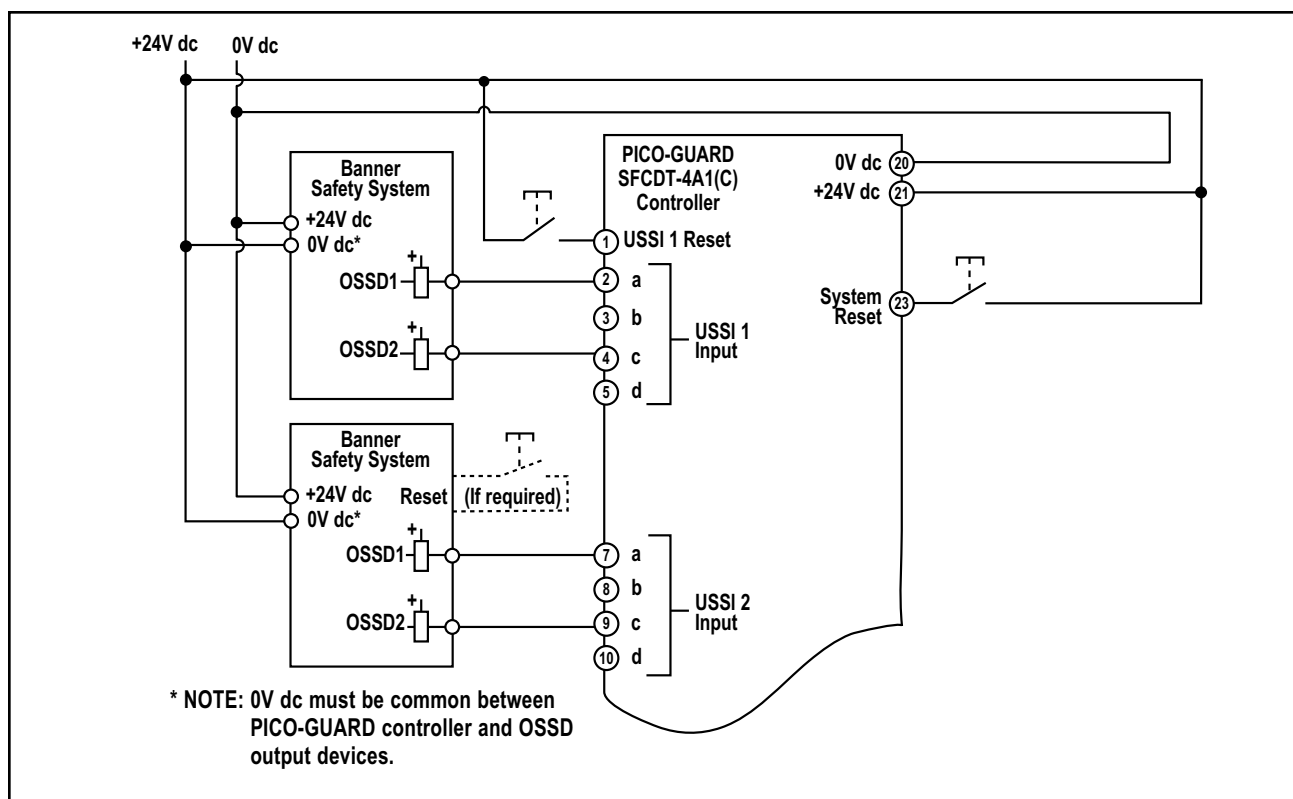 +24V dc
0V dc
Banner
Safety System
+24V dc
0V dc*
OSSD1
+
OSSD2
+
PICO-GUARD
SFCDT-4A1(C)
Controller
1 USSI 1 Reset
2 a
3 b
4 c
5 d
USSI 1
Input
0V dc 20
+24V dc 21
System
Reset
23
Banner
Safety System
+24V dc
0V dc*
Reset (If required)
OSSD1
+
OSSD2
+
7 a
8 b
9 c
10 d
USSI 2
Input
* NOTE: 0V dc must be common between
PICO-GUARD controller and OSSD
output devices.